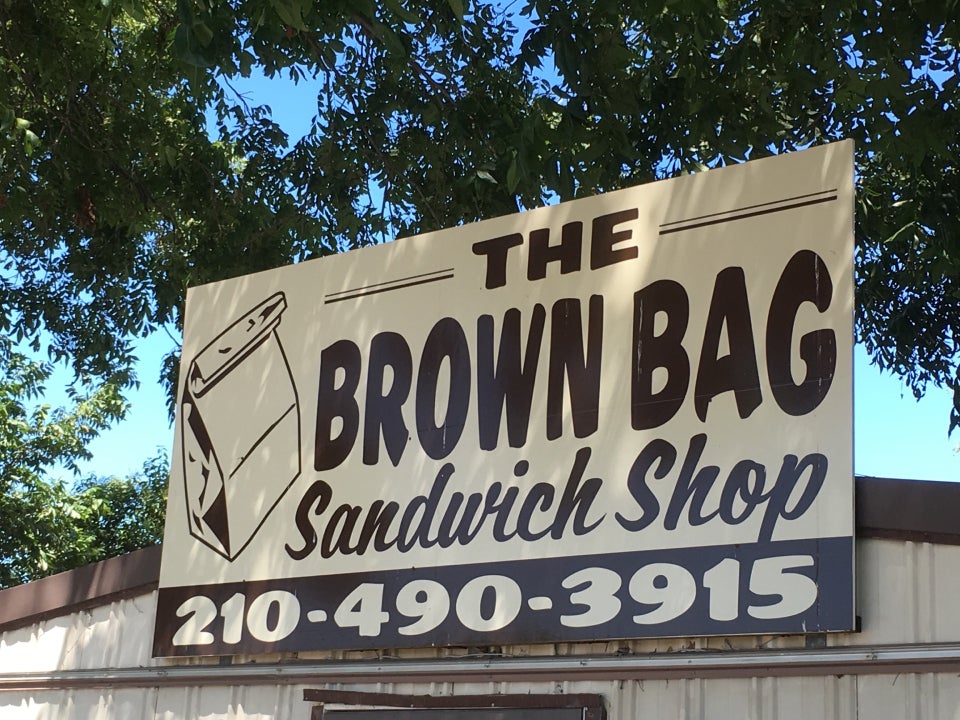 THE
BROWN BAG
Sandwich Shop
210-490-3915